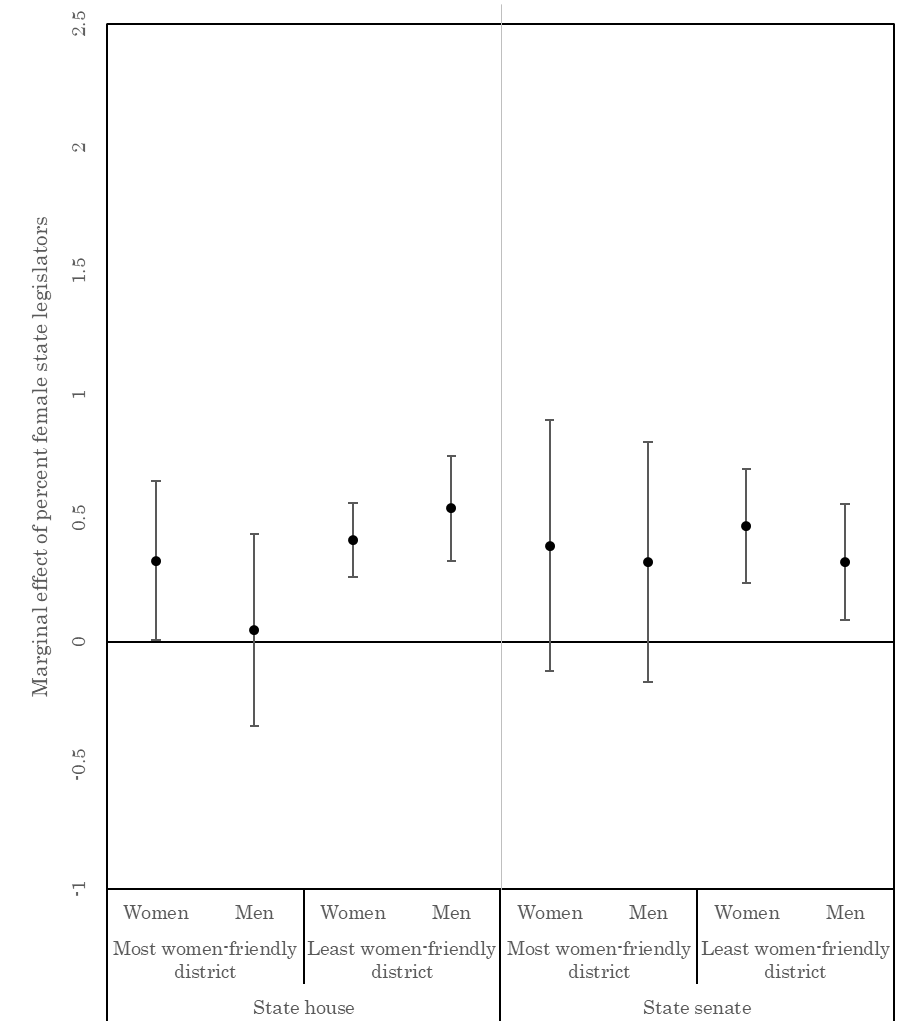 Marginal effect of percent female state legislators
2.5
2
1.5
1
0.5
0
-0.5
-1
Women Men Women Men Women Men Women Men
Most women-friendly district Least women-friendly district Most women-friendly district Least women-friendly district
State house State senate